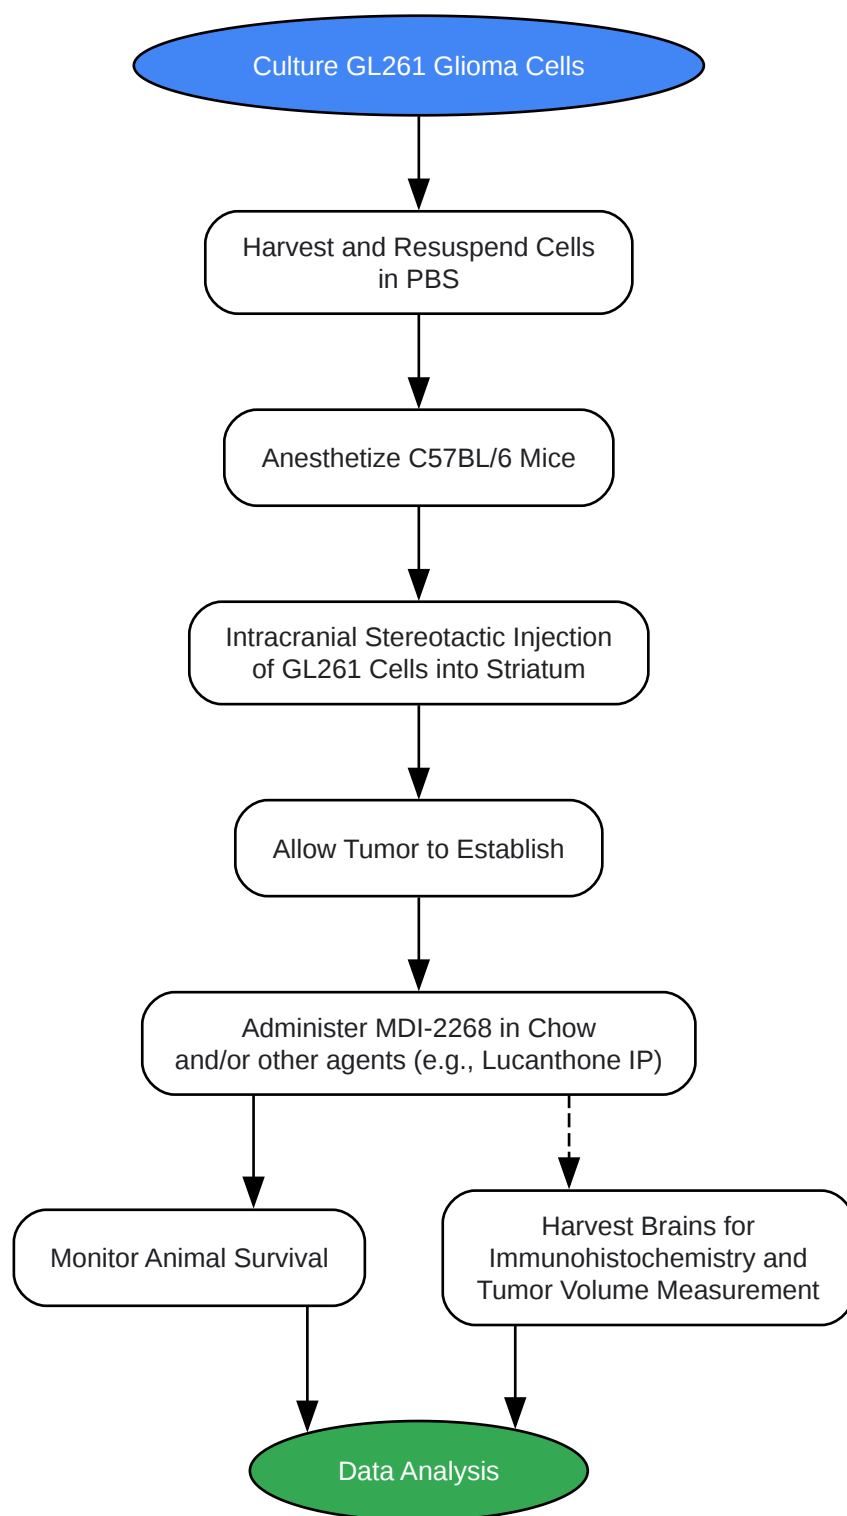 Culture GL261 Glioma Cells
Harvest and Resuspend Cells
in PBS
Anesthetize C57BL/6 Mice
Intracranial Stereotactic Injection
of GL261 Cells into Striatum
Allow Tumor to Establish
Administer MDI-2268 in Chow
and/or other agents (e.g., Lucanthone IP)
Monitor Animal Survival
Harvest Brains for
Immunohistochemistry and
Tumor Volume Measurement
Data Analysis